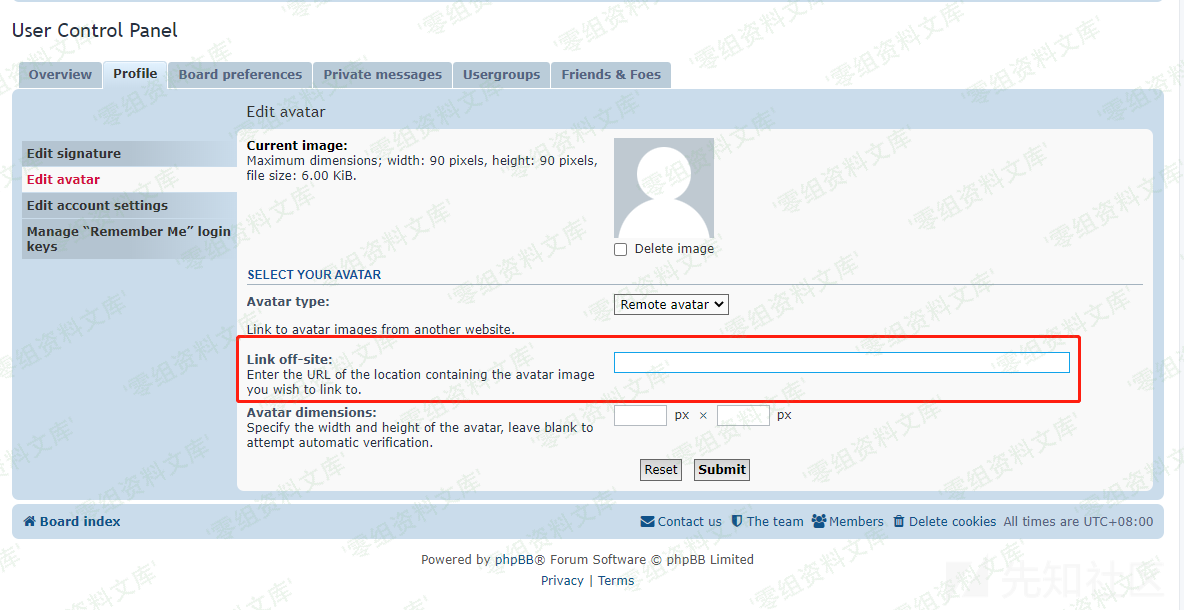 User Control Panel
Overview
Profile
Board preferences
Private messages
Usergroups
Friends & Foes
Edit avatar
Edit signature
Edit avatar
Edit account settings
Manage “Remember Me” login
keys
Current image:
Maximum dimensions; width: 90 pixels, height: 90 pixels,
file size: 6.00 KiB.
Delete image
SELECT YOUR AVATAR
Avatar type:
Remote avatar
Link to avatar images from another website.
Link off-site:
Enter the URL of the location containing the avatar image
you wish to link to.
Avatar dimensions:
px × px
Specify the width and height of the avatar, leave blank to
attempt automatic verification.
Reset
Submit
Board index
Contact us
The team
Members
Delete cookies
All times are UTC+08:00
Powered by phpBB® Forum Software © phpBB Limited
Privacy | Terms
'零组资料文库'
先知社区